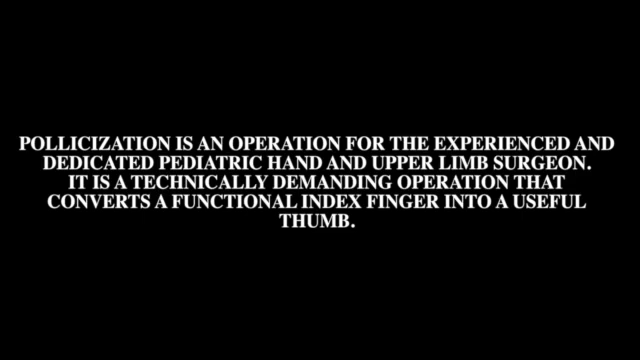 POLLICIZATION IS AN OPERATION FOR THE EXPERIENCED AND
DEDICATED PEDIATRIC HAND AND UPPER LIMB SURGEON.
IT IS A TECHNICALLY DEMANDING OPERATION THAT
CONVERTS A FUNCTIONAL INDEX FINGER INTO A USEFUL
THUMB.